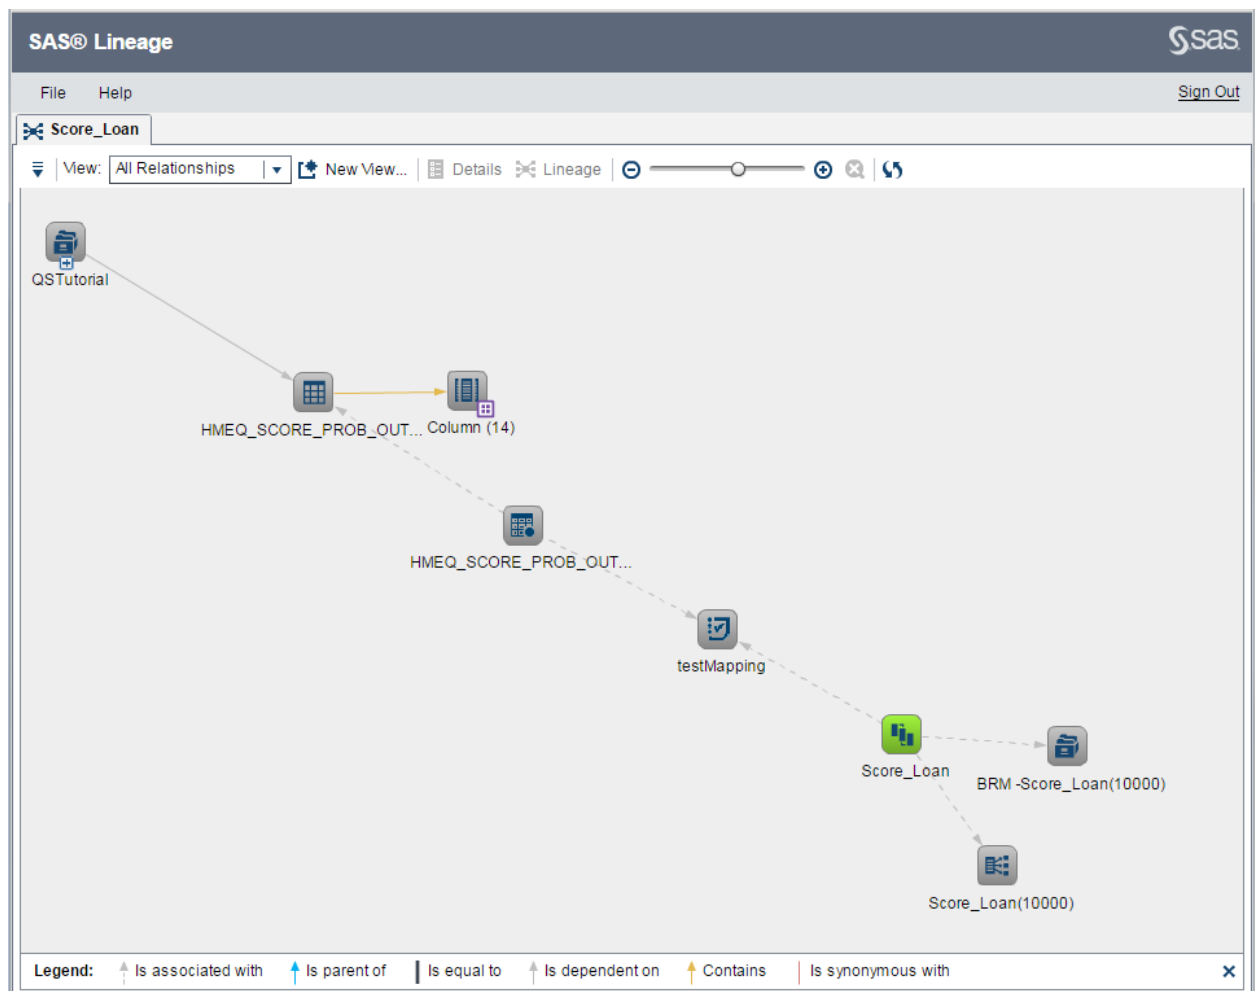 SAS® Lineage
sas
File Help Sign Out
Score_Loan
View: All Relationships New View... Details Lineage
QSTutorial
HMEQ_SCORE_PROB_OUT... Column (14)
HMEQ_SCORE_PROB_OUT...
testMapping
Score_Loan
BRM -Score_Loan(10000)
Score_Loan(10000)
Legend: Is associated with Is parent of Is equal to Is dependent on Contains Is synonymous with